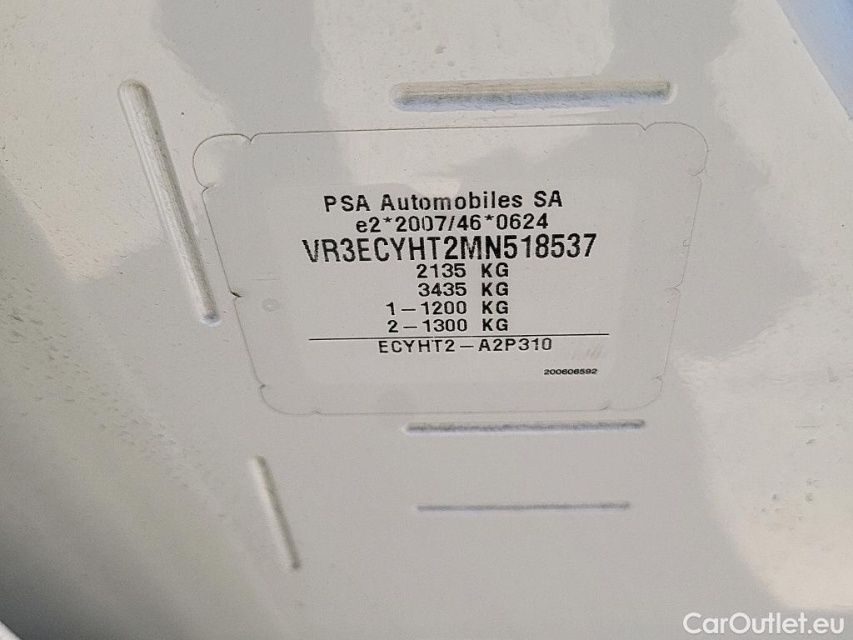 PSA Automobiles SA
e2*2007/46*0624
VR3ECYHT2MN518537
2135 KG
3435 KG
1-1200 KG
2-1300 KG
ECYHT2-A2P310
200606592
CarOutlet.eu